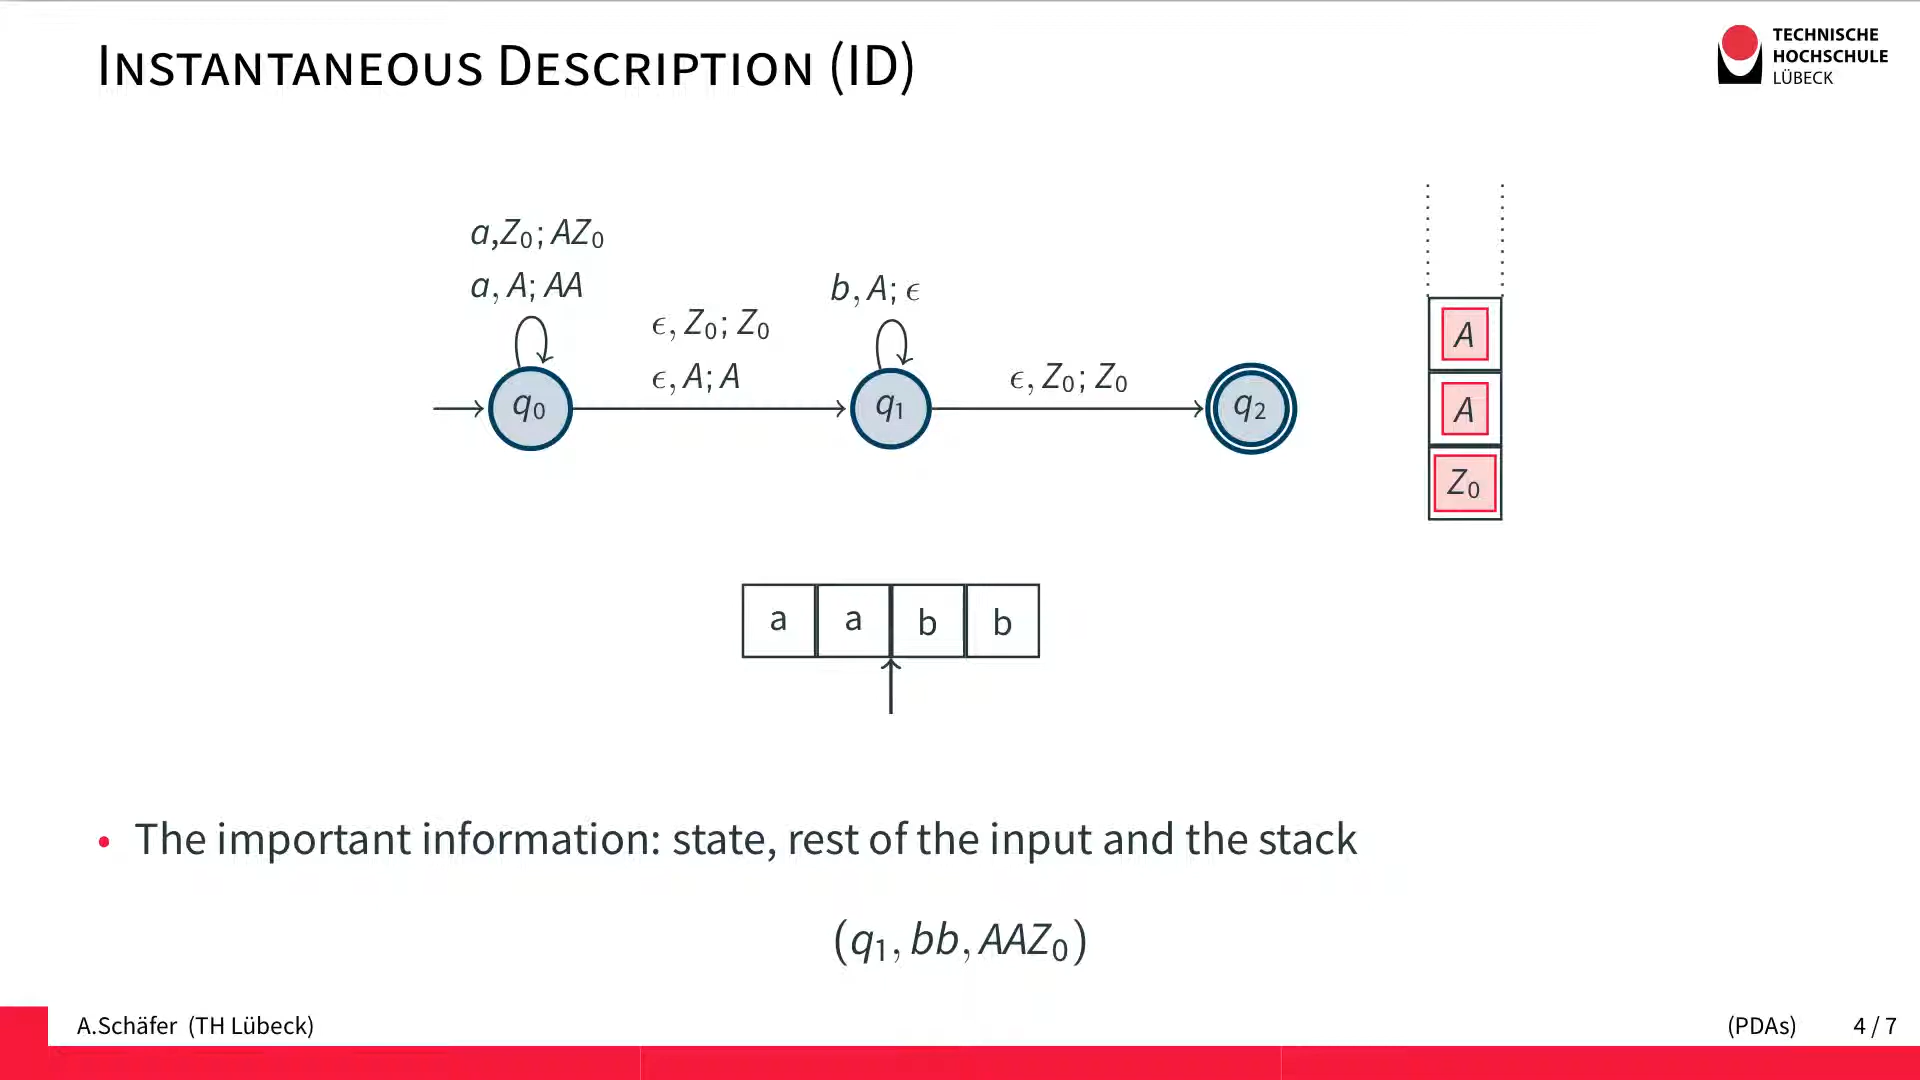 INSTANTANEOUS DESCRIPTION (ID)
TECHNISCHE
HOCHSCHULE
LÜBECK
a,Z₀; AZ₀
a, A; AA
ϵ, Z₀; Z₀
ϵ, A; A
b, A; ϵ
ϵ, Z₀; Z₀
q₀
q₁
q₂
A
A
Z₀
a a b b
• The important information: state, rest of the input and the stack
(q₁, bb, AAZ₀)
A.Schäfer (TH Lübeck)
(PDAs)
4 / 7